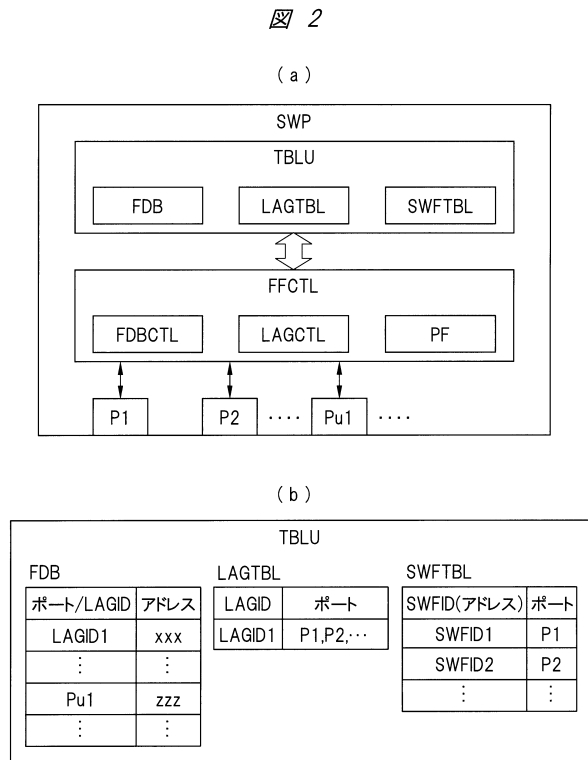 図 2
(a)
SWP
TBLU
FDB LAGTBL SWFTBL
FFCTL
FDBCTL LAGCTL PF
P1 P2 ···· Pu1 ····
(b)
TBLU
FDB LAGTBL SWFTBL
ポート/LAGID アドレス LAGID ポート SWFID(アドレス) ポート
LAGID1 xxx LAGID1 P1,P2,··· SWFID1 P1
⋮ ⋮ SWFID2 P2
Pu1 zzz ⋮ ⋮
⋮ ⋮